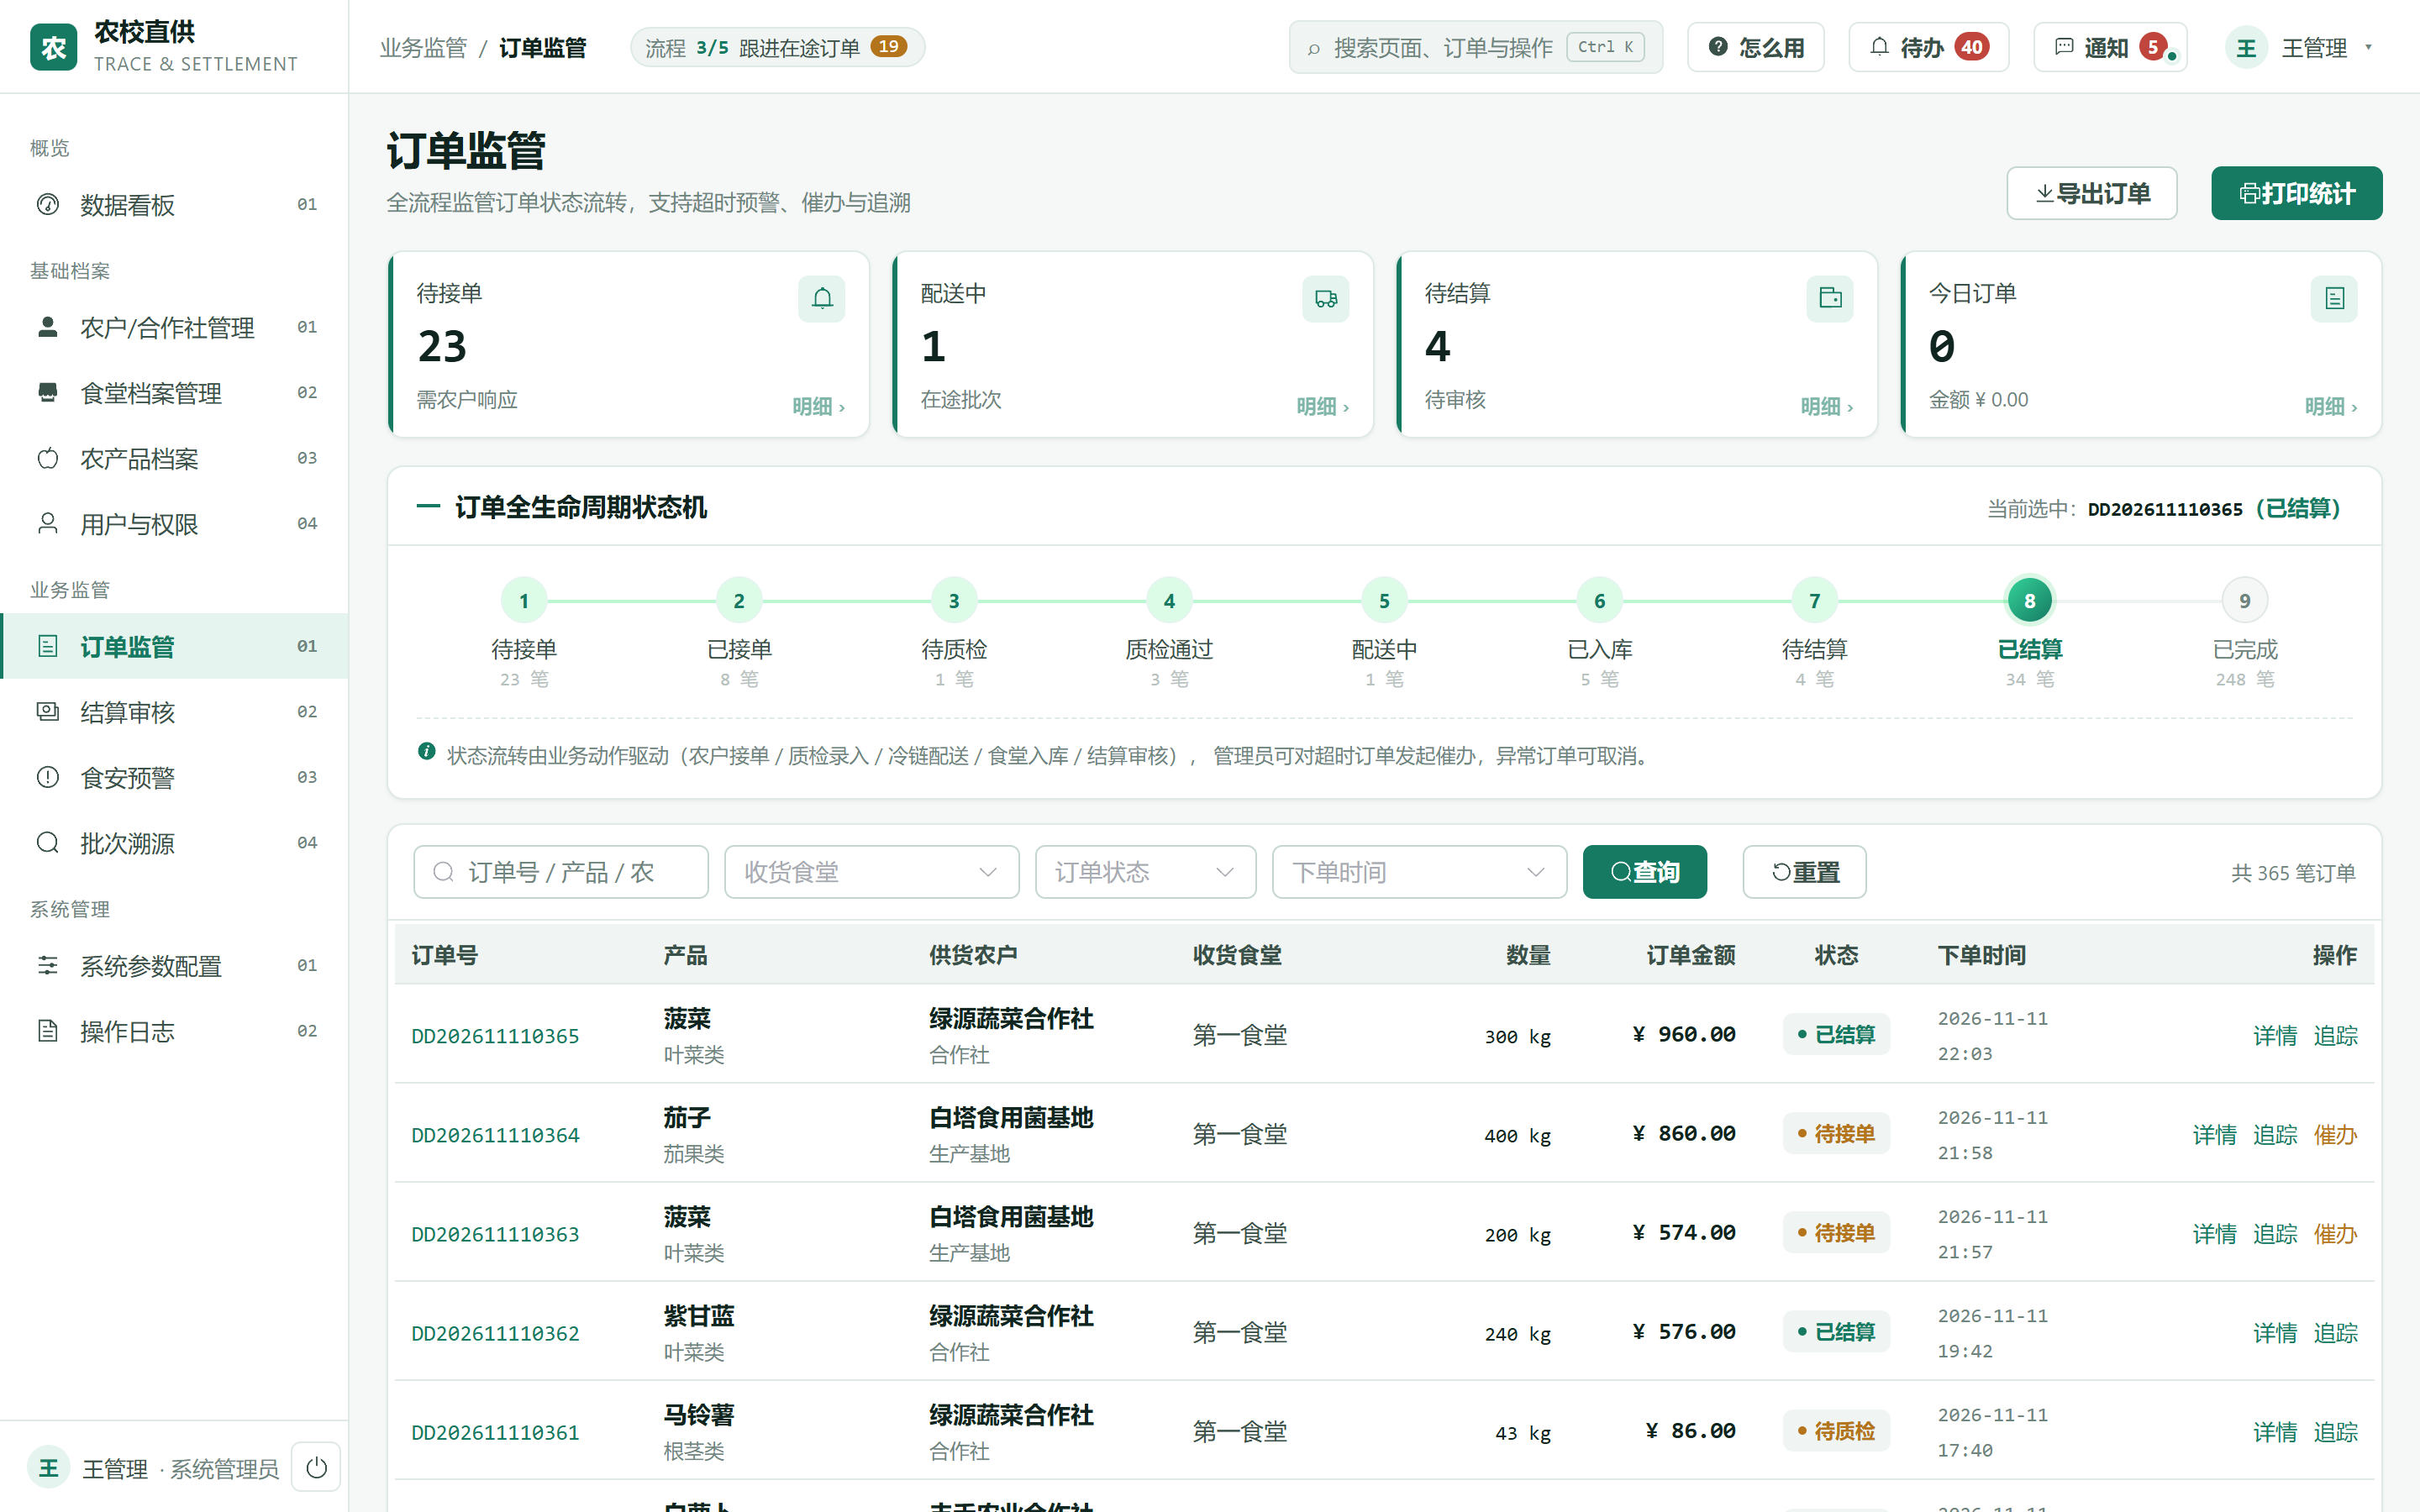 农
农校直供
TRACE & SETTLEMENT
业务监管 / 订单监管
流程 3/5 跟进在途订单 19
搜索页面、订单与操作 Ctrl K
怎么用
待办 40
通知 5
王 王管理
概览
数据看板 01
基础档案
农户/合作社管理 01
食堂档案管理 02
农产品档案 03
用户与权限 04
业务监管
订单监管 01
结算审核 02
食安预警 03
批次溯源 04
系统管理
系统参数配置 01
操作日志 02
王 王管理 · 系统管理员
订单监管
全流程监管订单状态流转，支持超时预警、催办与追溯
导出订单
打印统计
待接单
23
需农户响应
明细 ›
配送中
1
在途批次
明细 ›
待结算
4
待审核
明细 ›
今日订单
0
金额 ¥ 0.00
明细 ›
订单全生命周期状态机
当前选中：DD202611110365（已结算）
1 2 3 4 5 6 7 8 9
待接单 已接单 待质检 质检通过 配送中 已入库 待结算 已结算 已完成
23 笔 8 笔 1 笔 3 笔 1 笔 5 笔 4 笔 34 笔 248 笔
状态流转由业务动作驱动（农户接单 / 质检录入 / 冷链配送 / 食堂入库 / 结算审核），管理员可对超时订单发起催办，异常订单可取消。
订单号 / 产品 / 农 收货食堂 订单状态 下单时间 查询 重置 共 365 笔订单
订单号 产品 供货农户 收货食堂 数量 订单金额 状态 下单时间 操作
DD202611110365 菠菜 绿源蔬菜合作社 第一食堂 300 kg ¥ 960.00 已结算 2026-11-11 详情 追踪
叶菜类 合作社 22:03
DD202611110364 茄子 白塔食用菌基地 第一食堂 400 kg ¥ 860.00 待接单 2026-11-11 详情 追踪 催办
茄果类 生产基地 21:58
DD202611110363 菠菜 白塔食用菌基地 第一食堂 200 kg ¥ 574.00 待接单 2026-11-11 详情 追踪 催办
叶菜类 生产基地 21:57
DD202611110362 紫甘蓝 绿源蔬菜合作社 第一食堂 240 kg ¥ 576.00 已结算 2026-11-11 详情 追踪
叶菜类 合作社 19:42
DD202611110361 马铃薯 绿源蔬菜合作社 第一食堂 43 kg ¥ 86.00 待质检 2026-11-11 详情 追踪
根茎类 合作社 17:40